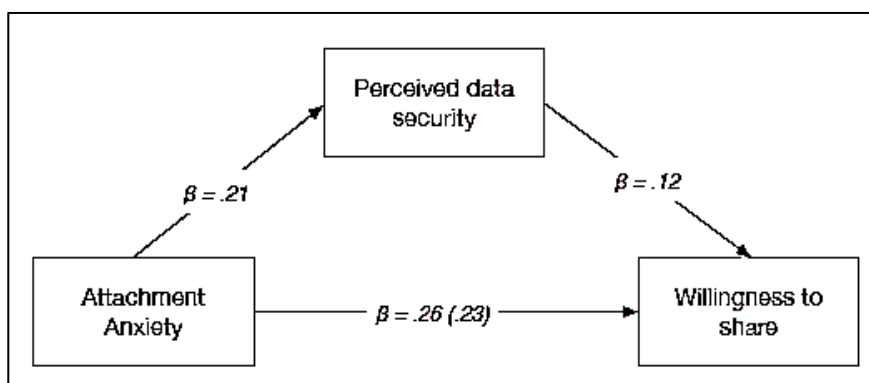 Perceived data
security
β = .21
β = .12
Attachment
Anxiety
β = .26 (.23)
Willingness to
share